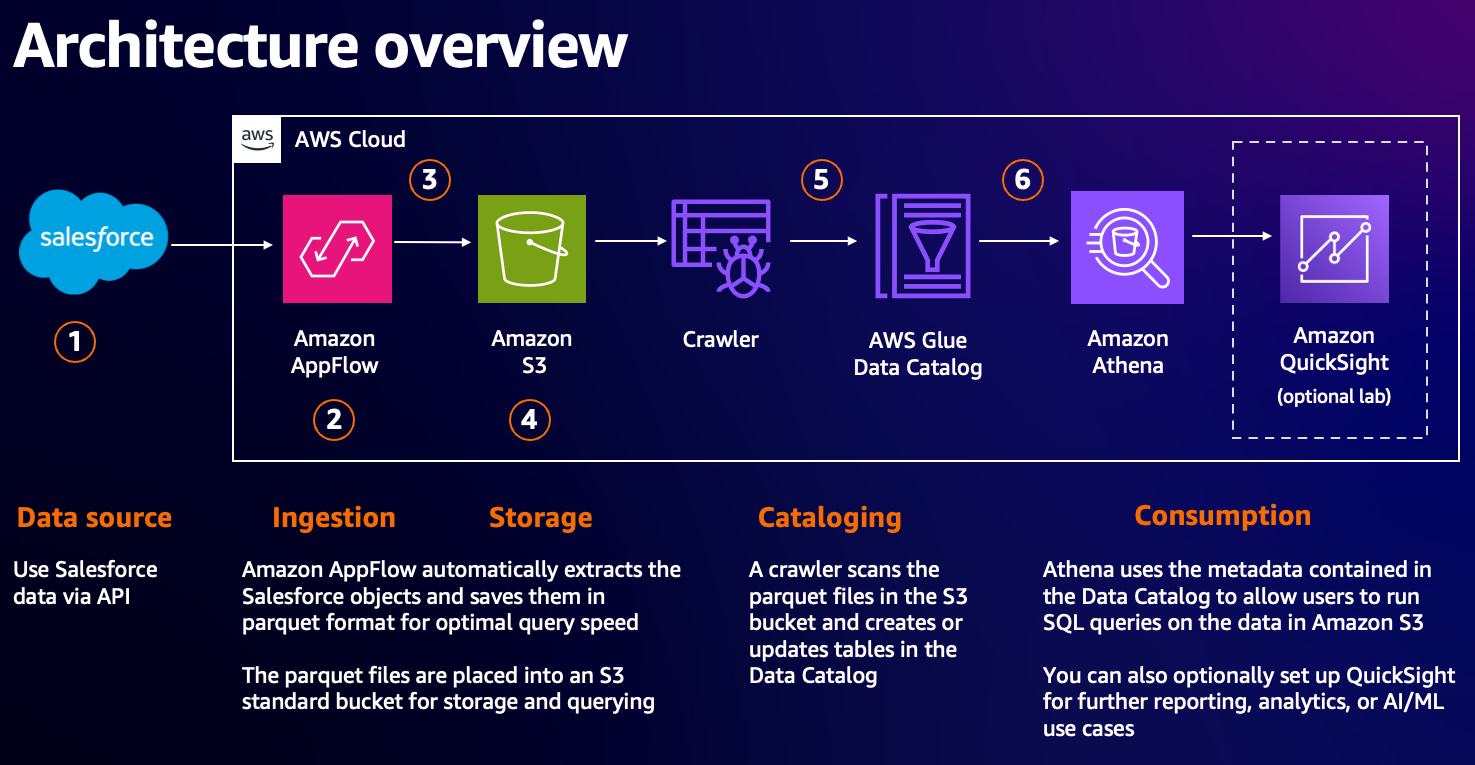 Architecture overview
aws
AWS Cloud
3
5
6
salesforce
1
Amazon
AppFlow
Amazon
S3
Crawler
AWS Glue
Data Catalog
Amazon
Athena
Amazon
QuickSight
(optional lab)
2
4
Data source
Use Salesforce
data via API
Ingestion
Storage
Amazon AppFlow automatically extracts the
Salesforce objects and saves them in
parquet format for optimal query speed
The parquet files are placed into an S3
standard bucket for storage and querying
Cataloging
A crawler scans the
parquet files in the S3
bucket and creates or
updates tables in the
Data Catalog
Consumption
Athena uses the metadata contained in
the Data Catalog to allow users to run
SQL queries on the data in Amazon S3
You can also optionally set up QuickSight
for further reporting, analytics, or AI/ML
use cases